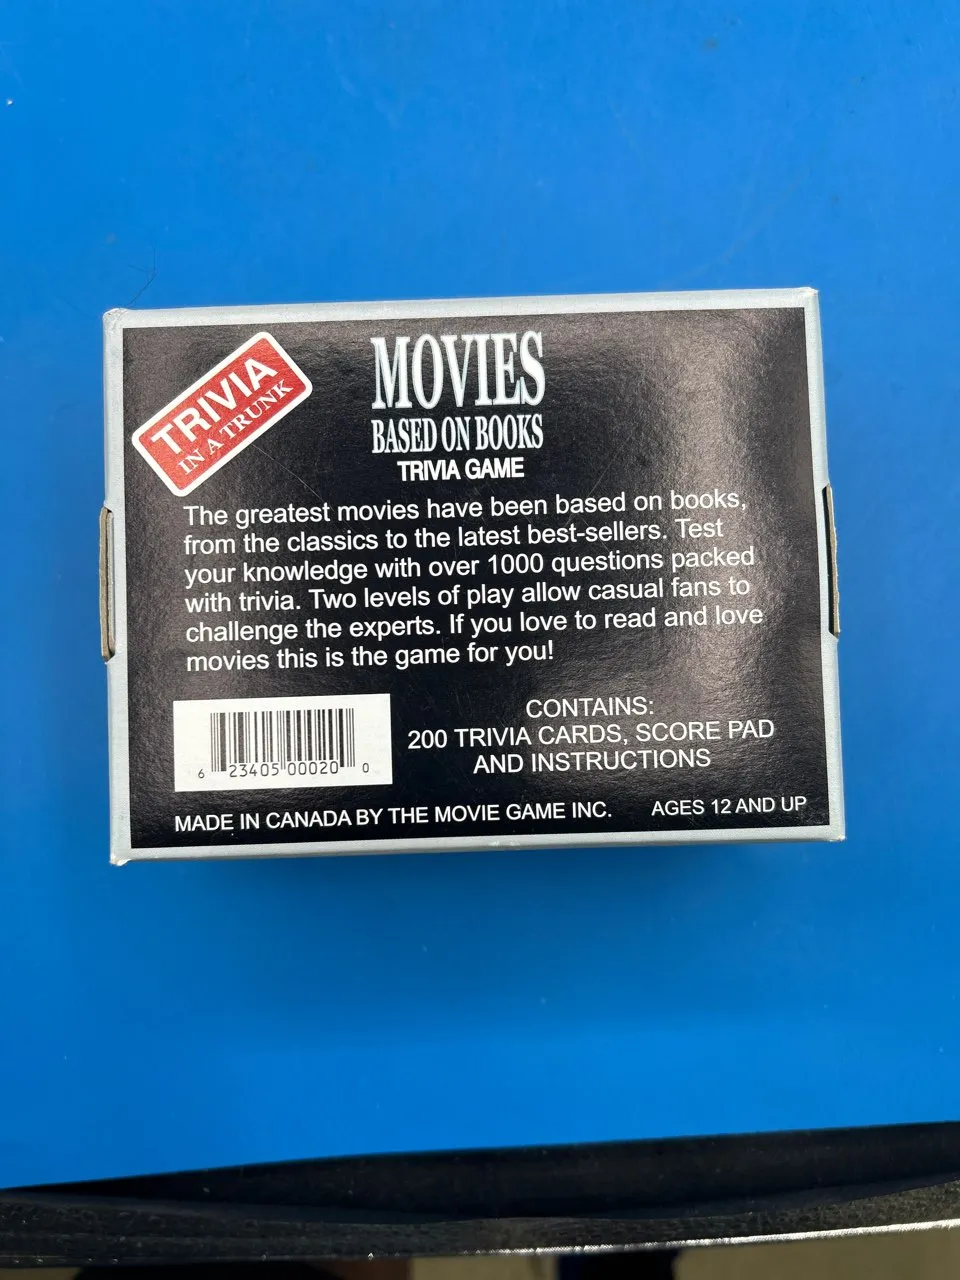 TRIVIA
IN A TRUNK
MOVIES
BASED ON BOOKS
TRIVIA GAME
The greatest movies have been based on books,
from the classics to the latest best-sellers. Test
your knowledge with over 1000 questions packed
with trivia. Two levels of play allow casual fans to
challenge the experts. If you love to read and love
movies this is the game for you!
6 23405 00020 0
CONTAINS:
200 TRIVIA CARDS, SCORE PAD
AND INSTRUCTIONS
MADE IN CANADA BY THE MOVIE GAME INC. AGES 12 AND UP